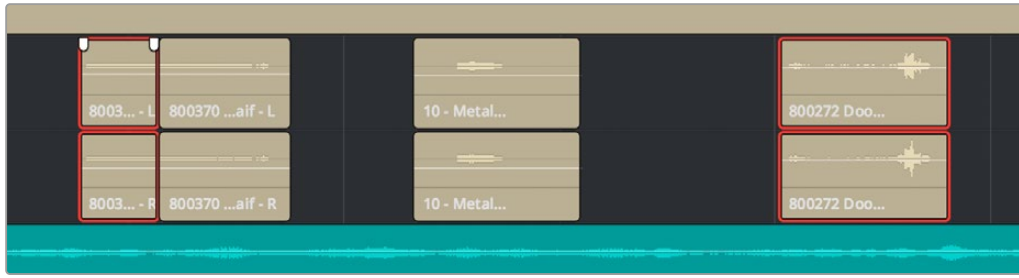 8003... - L
800370 ...aif - L
10 - Metal...
800272 Doo...
8003... - R
800370 ...aif - R
10 - Metal...
800272 Doo...